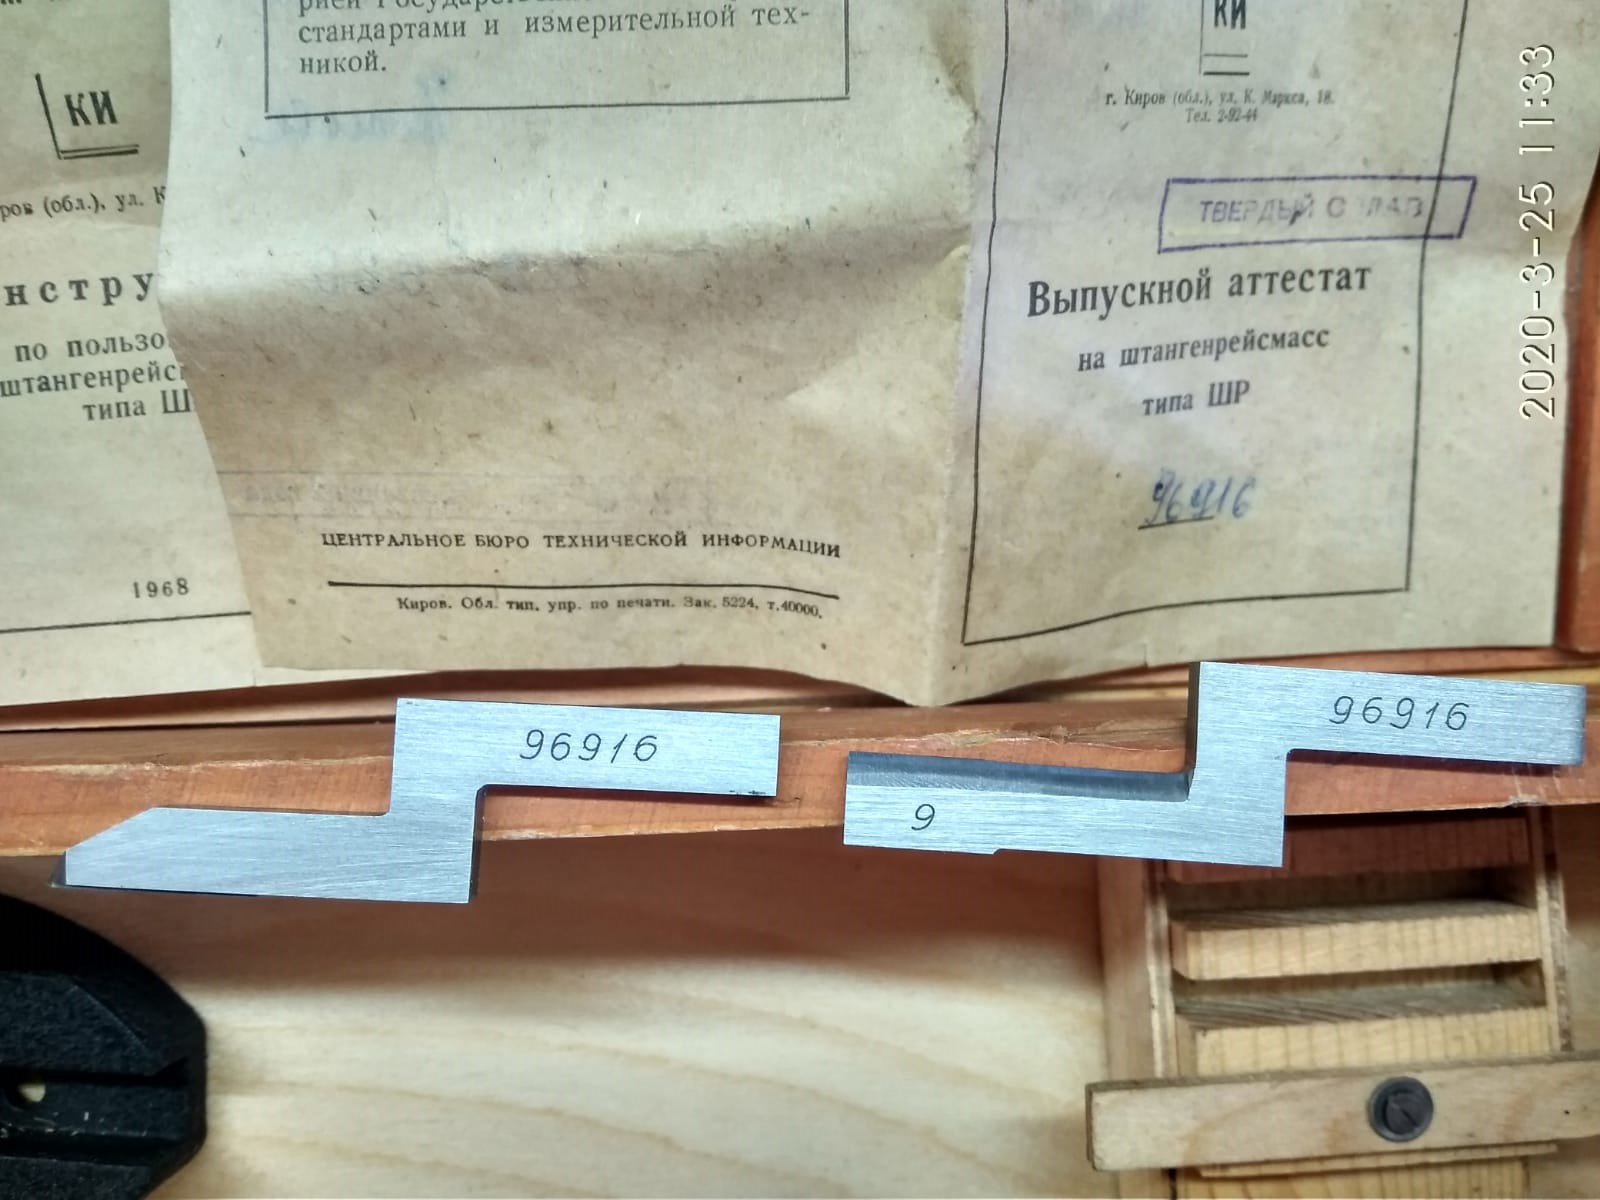 КИ
ров (обл.), ул. К
нстру
по пользо
штангенрейс
типа Ш
1968
стандартами и измерительной тех-
никой.
ЦЕНТРАЛЬНОЕ БЮРО ТЕХНИЧЕСКОЙ ИНФОРМАЦИИ
Киров. Обл. тип. упр. по печати. Зак. 5224, т.40000.
КИ
г. Киров (обл.), ул. К. Маркса, 18.
Тел. 2-92-44
ТВЕРДЫЙ С ЛАВ
Выпускной аттестат
на штангенрейсмасс
типа ШР
96916
96916
96916
9
2020-3-25 11:33